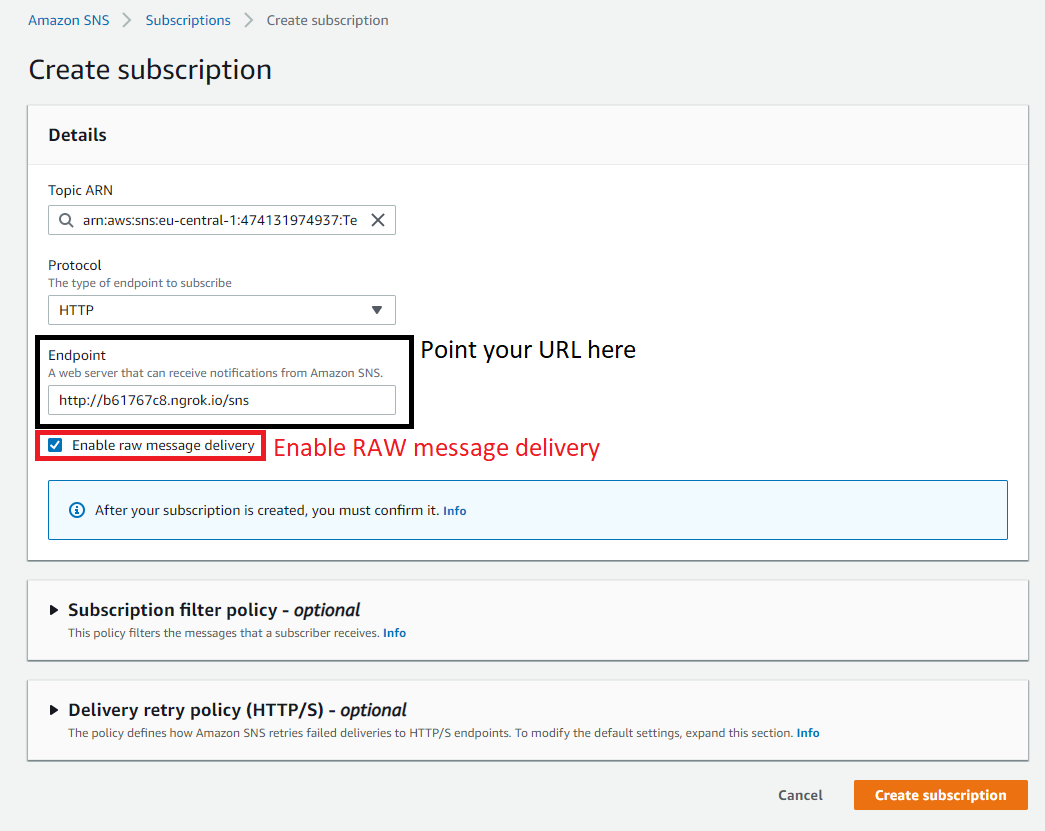 Amazon SNS > Subscriptions > Create subscription
Create subscription
Details
Topic ARN
arn:aws:sns:eu-central-1:474131974937:Te
Protocol
The type of endpoint to subscribe
HTTP
Point your URL here
Endpoint
A web server that can receive notifications from Amazon SNS.
http://b61767c8.ngrok.io/sns
Enable raw message delivery Enable RAW message delivery
After your subscription is created, you must confirm it. Info
Subscription filter policy - optional
This policy filters the messages that a subscriber receives. Info
Delivery retry policy (HTTP/S) - optional
The policy defines how Amazon SNS retries failed deliveries to HTTP/S endpoints. To modify the default settings, expand this section. Info
Cancel Create subscription